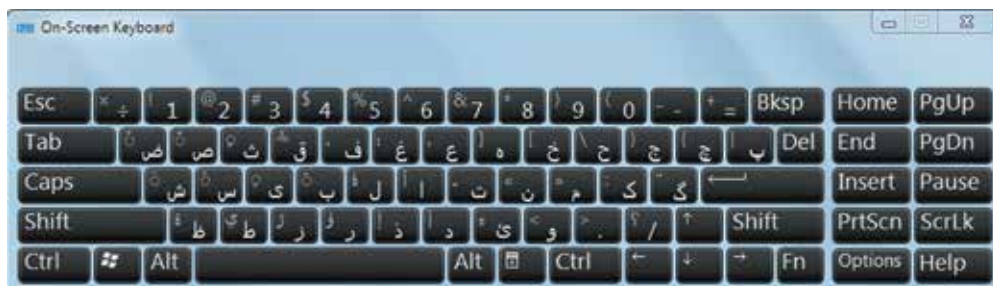 On-Screen Keyboard
Esc × ÷ ! 1 @ 2 # 3 $ 4 % 5 ^ 6 & 7 * 8 ) 9 ( 0 _ - + = Bksp Home PgUp
Tab ض ص ث ق ف غ ع ه خ ح ج چ پ Del End PgDn
Caps ش س ی ب ل ا ت ن م ک گ Insert Pause
Shift ظ ط ز ر ذ د ئ و . ؟ / ↑ Shift PrtScn ScrLk
Ctrl Alt Alt Ctrl ← ↓ → Fn Options Help